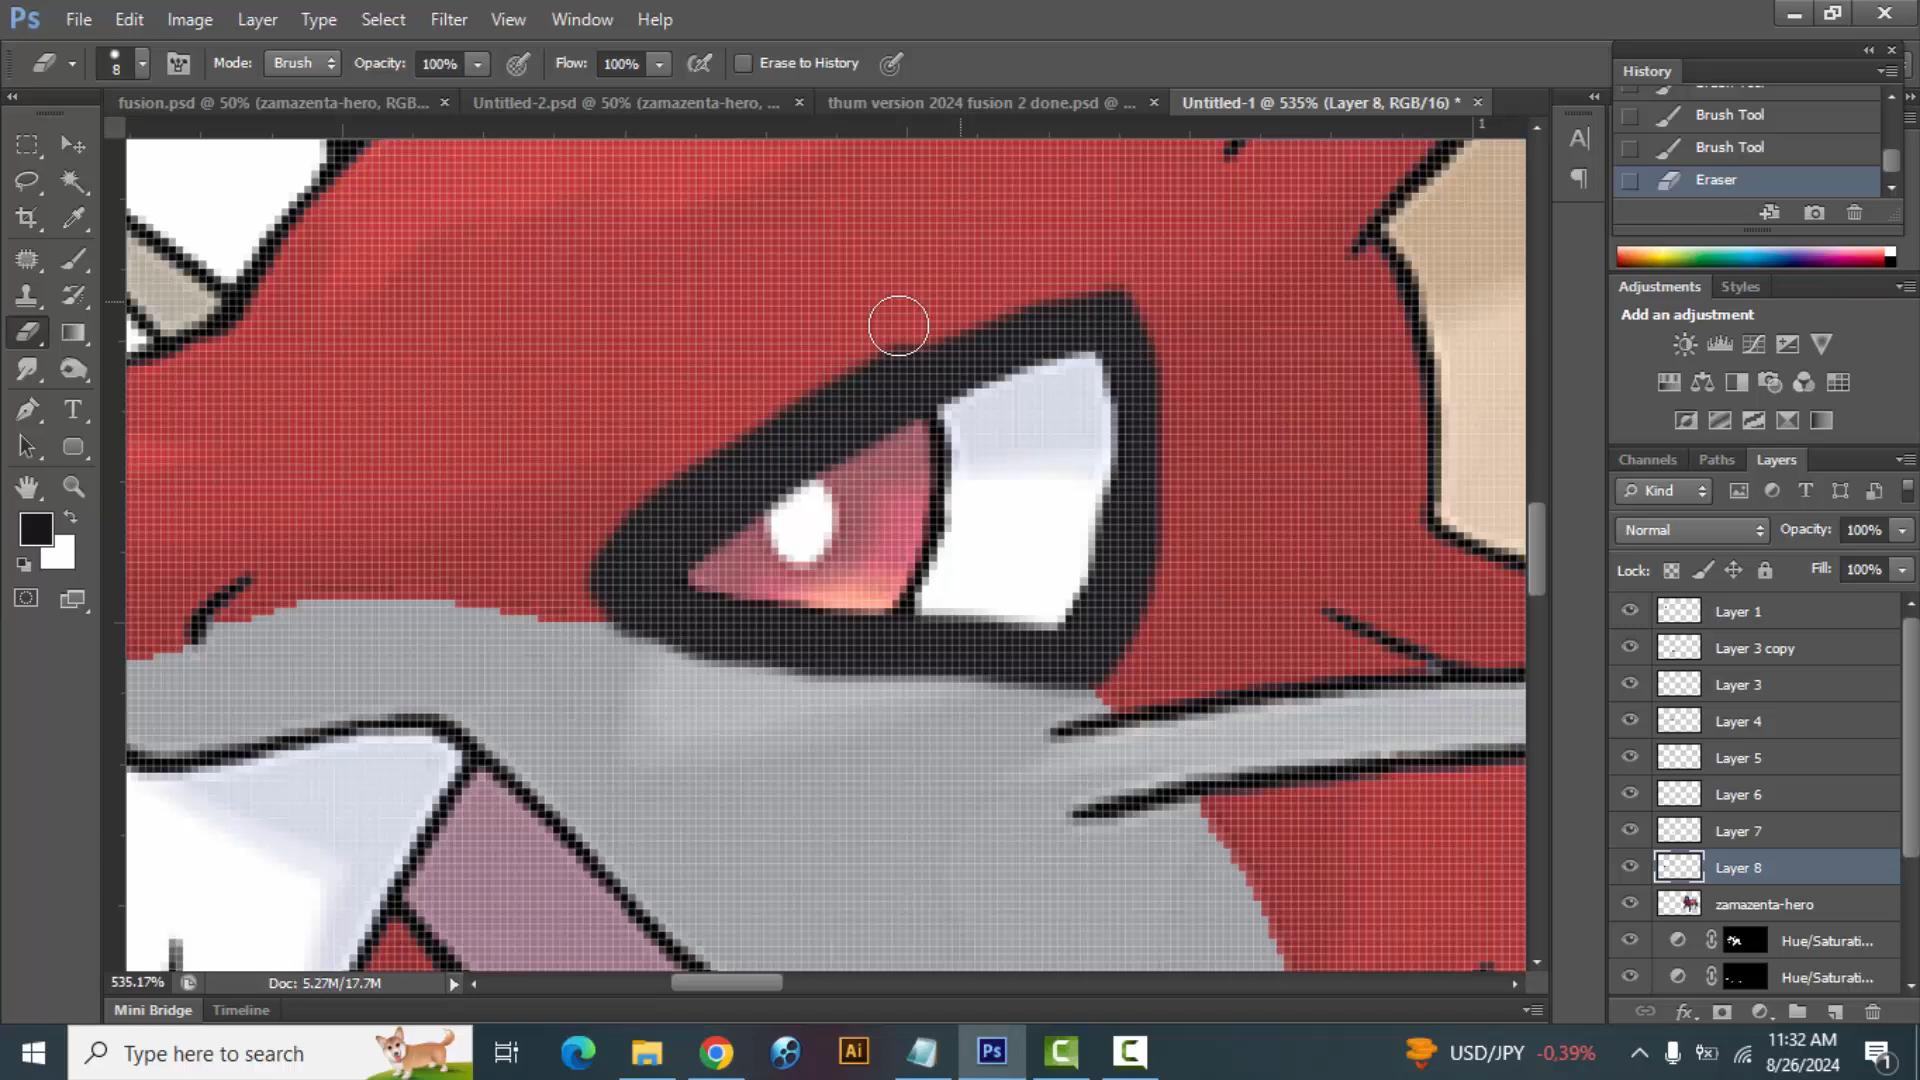 Ps File Edit Image Layer Type Select Filter View Window Help
8 Mode: Brush Opacity: 100% Flow: 100% Erase to History
History
fusion.psd @ 50% (zamazenta-hero, RGB... Untitled-2.psd @ 50% (zamazenta-hero, ... thum version 2024 fusion 2 done.psd @ ... Untitled-1 @ 535% (Layer 8, RGB/16) *
1
Brush Tool
Brush Tool
Eraser
Adjustments Styles
Add an adjustment
Channels Paths Layers
Kind
Normal Opacity: 100%
Lock: Fill: 100%
Layer 1
Layer 3 copy
Layer 3
Layer 4
Layer 5
Layer 6
Layer 7
Layer 8
zamazenta-hero
Hue/Saturati...
Hue/Saturati...
535.17% Doc: 5.27M/17.7M
Mini Bridge Timeline
Type here to search
Ai
Ps
USD/JPY -0,39%
11:32 AM
8/26/2024
1